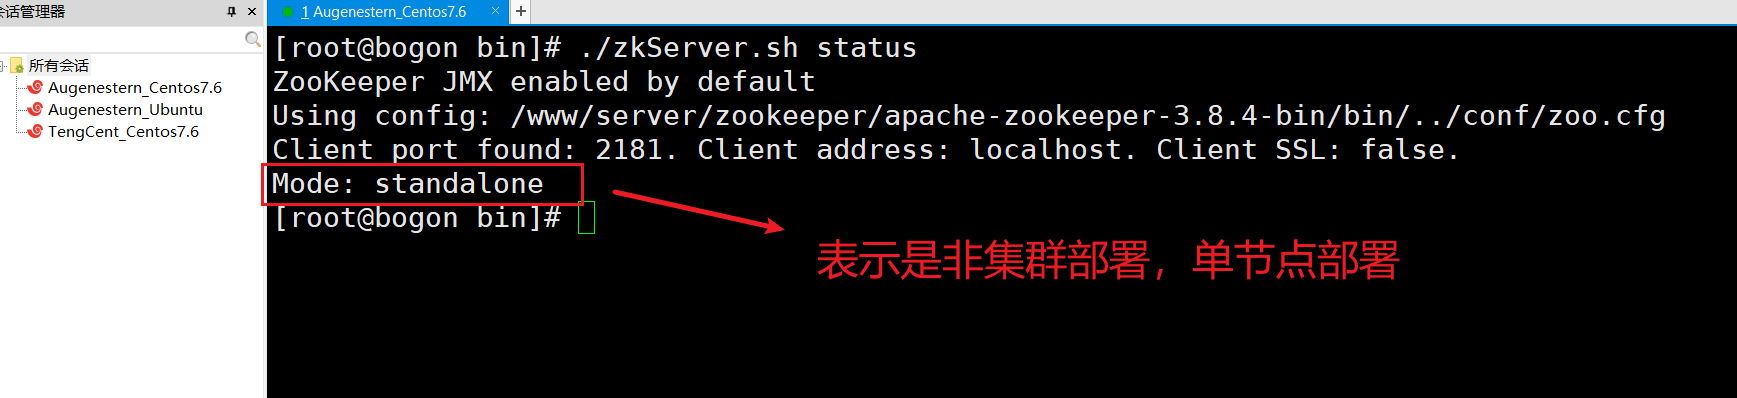 会话管理器
1 Augenestern_Centos7.6
所有会话
Augenestern_Centos7.6
Augenestern_Ubuntu
TengCent_Centos7.6
[root@bogon bin]# ./zkServer.sh status
ZooKeeper JMX enabled by default
Using config: /www/server/zookeeper/apache-zookeeper-3.8.4-bin/bin/../conf/zoo.cfg
Client port found: 2181. Client address: localhost. Client SSL: false.
Mode: standalone
[root@bogon bin]#
表示是非集群部署，单节点部署